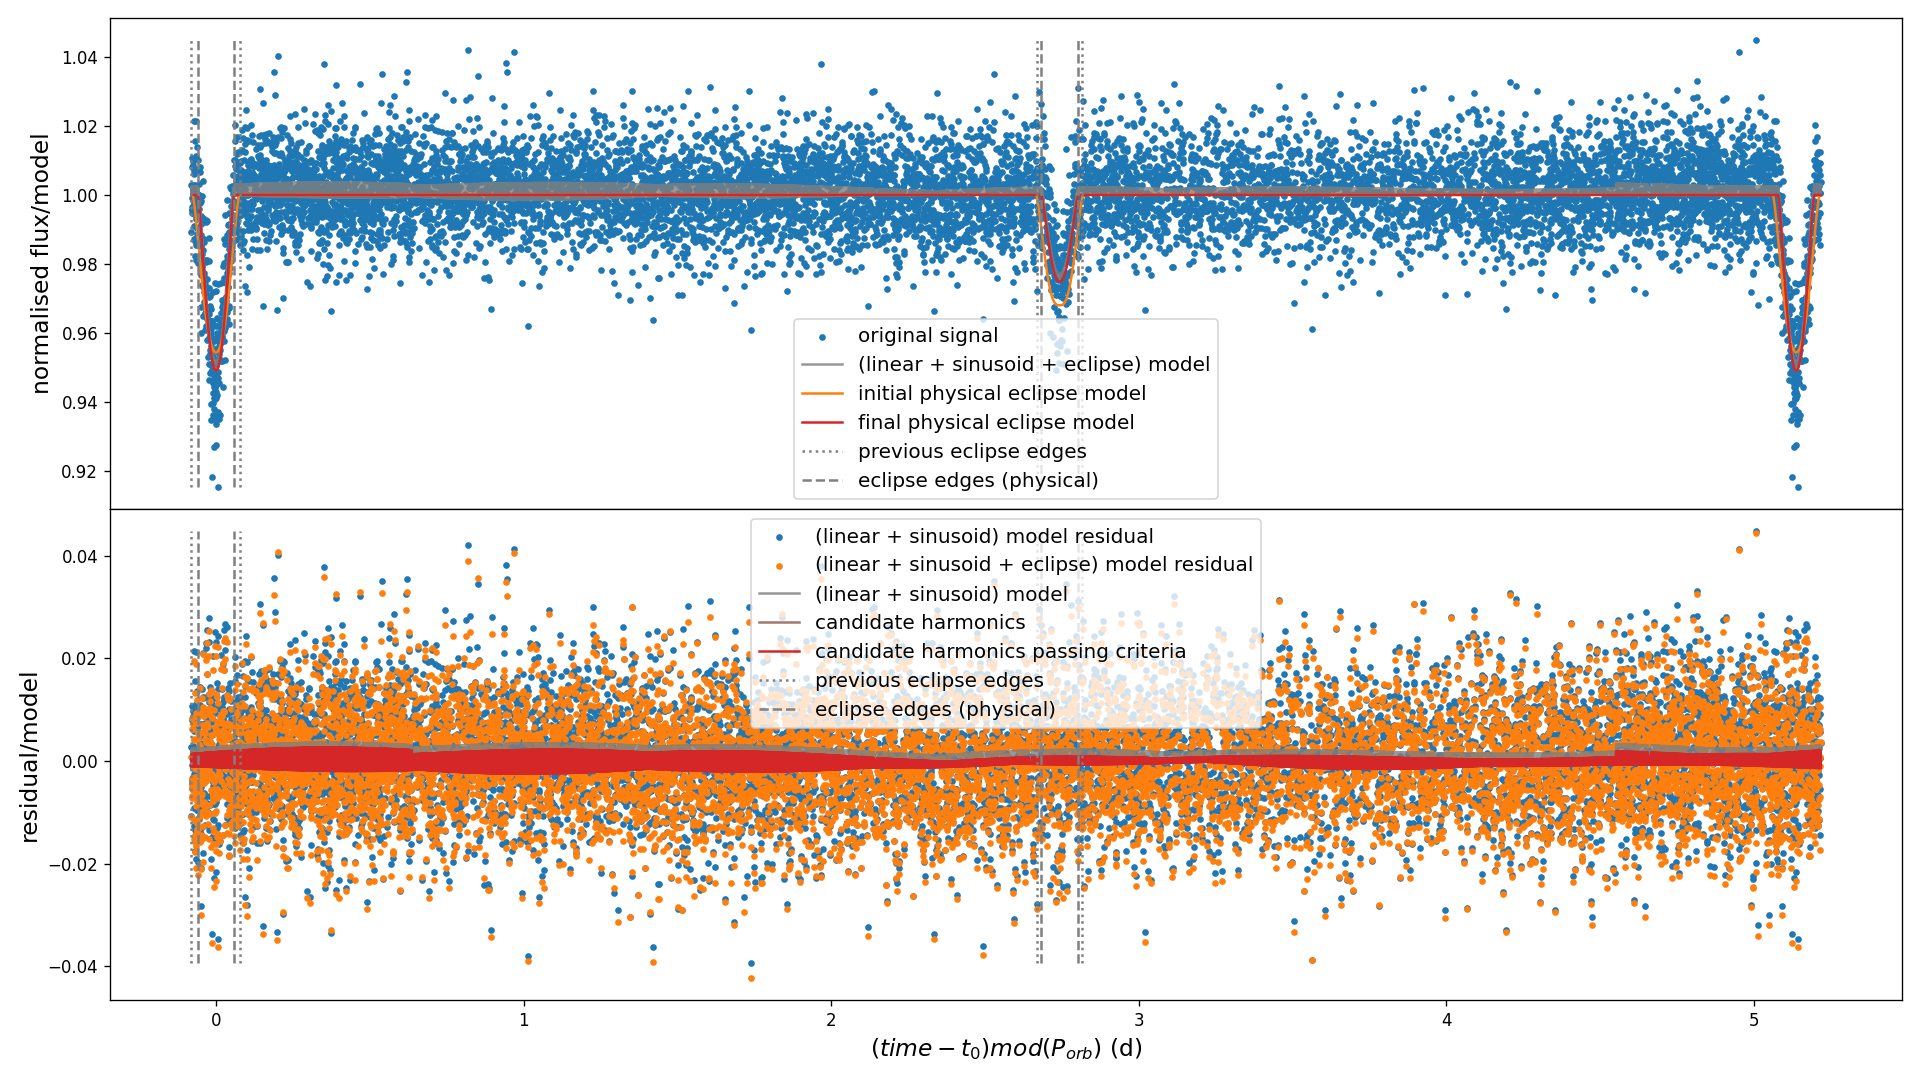 normalised flux/model
1.04
1.02
1.00
0.98
0.96
0.94
0.92
original signal
(linear + sinusoid + eclipse) model
initial physical eclipse model
final physical eclipse model
previous eclipse edges
eclipse edges (physical)
residual/model
0.04
0.02
0.00
−0.02
−0.04
(linear + sinusoid) model residual
(linear + sinusoid + eclipse) model residual
(linear + sinusoid) model
candidate harmonics
candidate harmonics passing criteria
previous eclipse edges
eclipse edges (physical)
0 1 2 3 4 5
(time − t₀)mod(P_orb) (d)